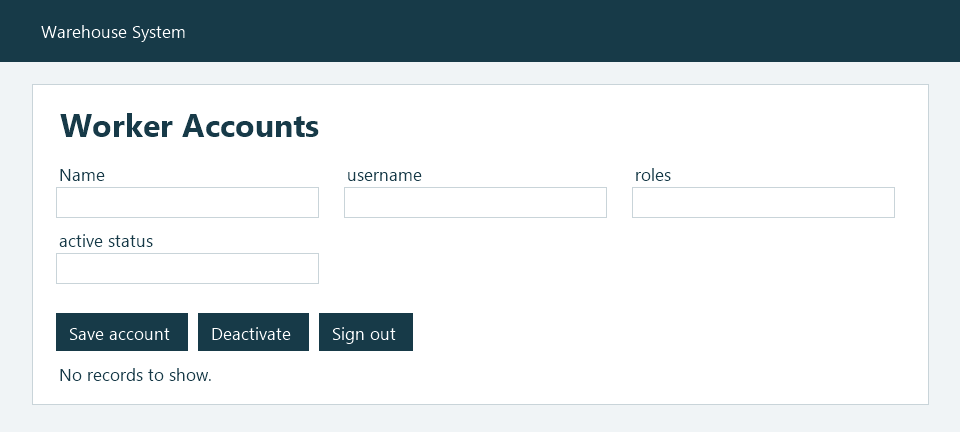 Warehouse System
Worker Accounts
Name username roles
active status
Save account Deactivate Sign out
No records to show.